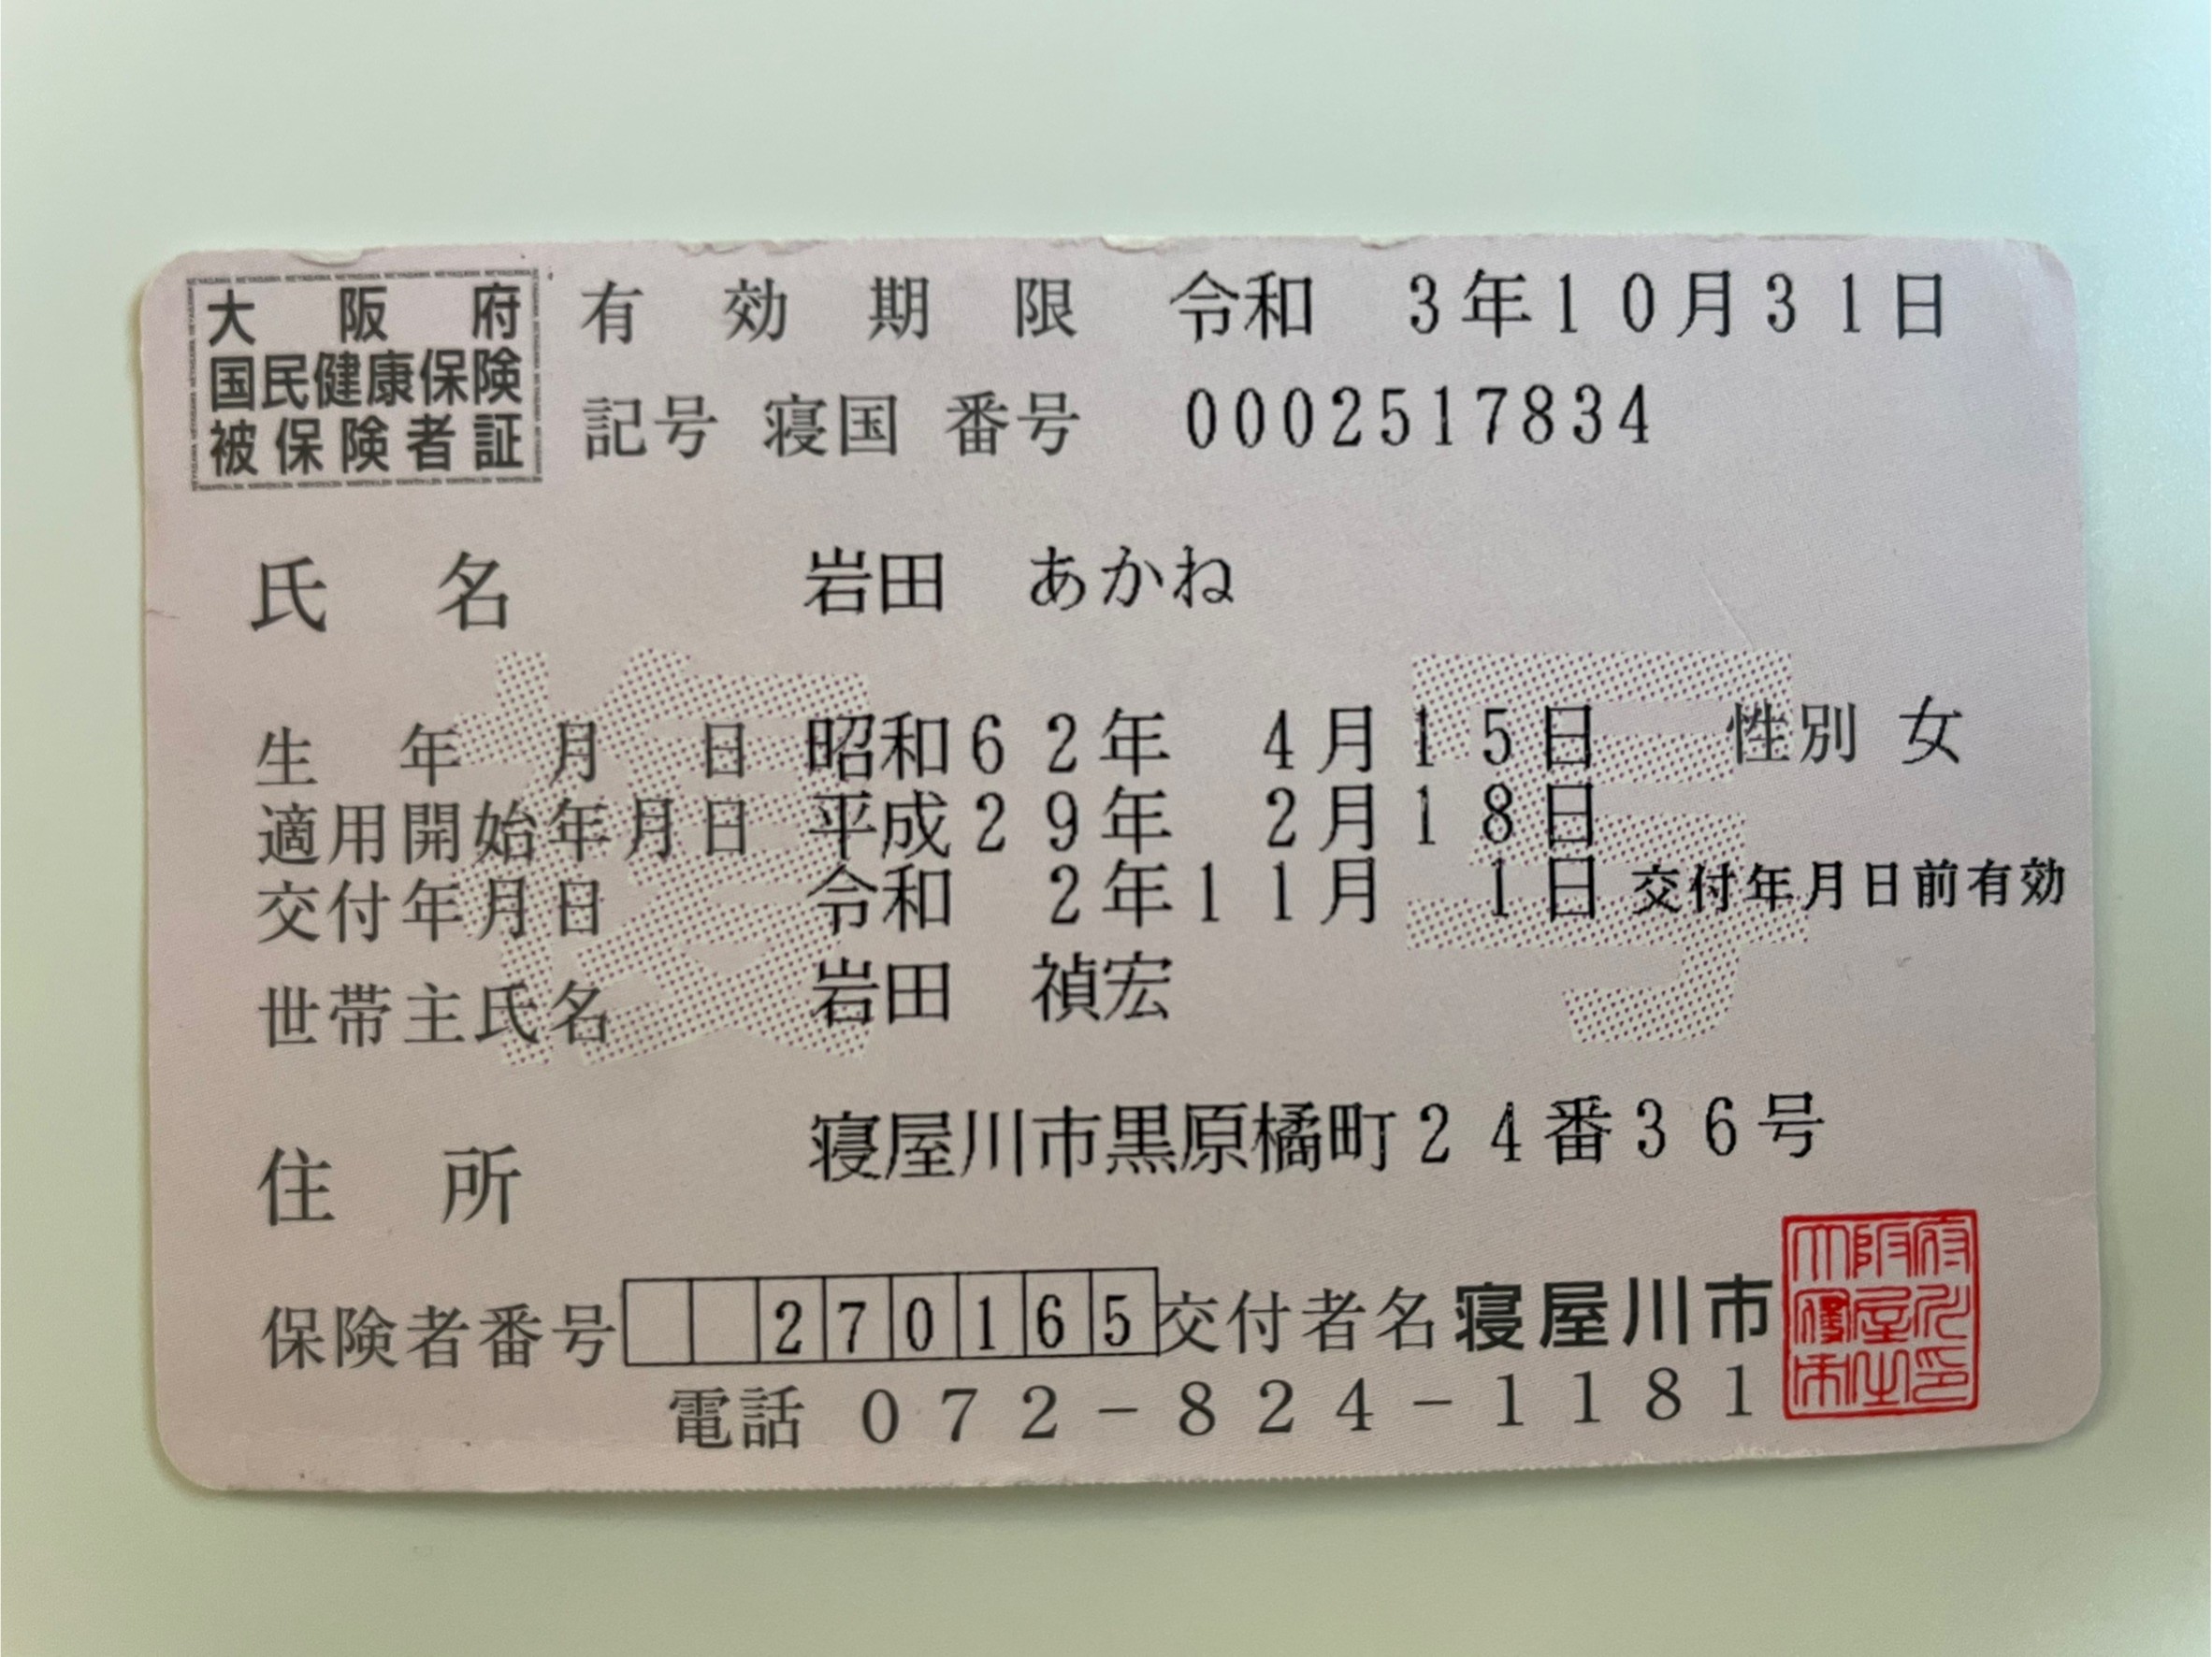 大阪府
国民健康保険
被保険者証
有効期限 令和 3年10月31日
記号 寝国 番号 0002517834
氏名 岩田 あかね
生年月日 昭和62年 4月15日 性別 女
適用開始年月日 平成29年 2月18日
交付年月日 令和 2年11月 1日 交付年月日前有効
世帯主氏名 岩田 禎宏
住所 寝屋川市黒原橘町24番36号
保険者番号 270165 交付者名 寝屋川市
電話 072-824-1181